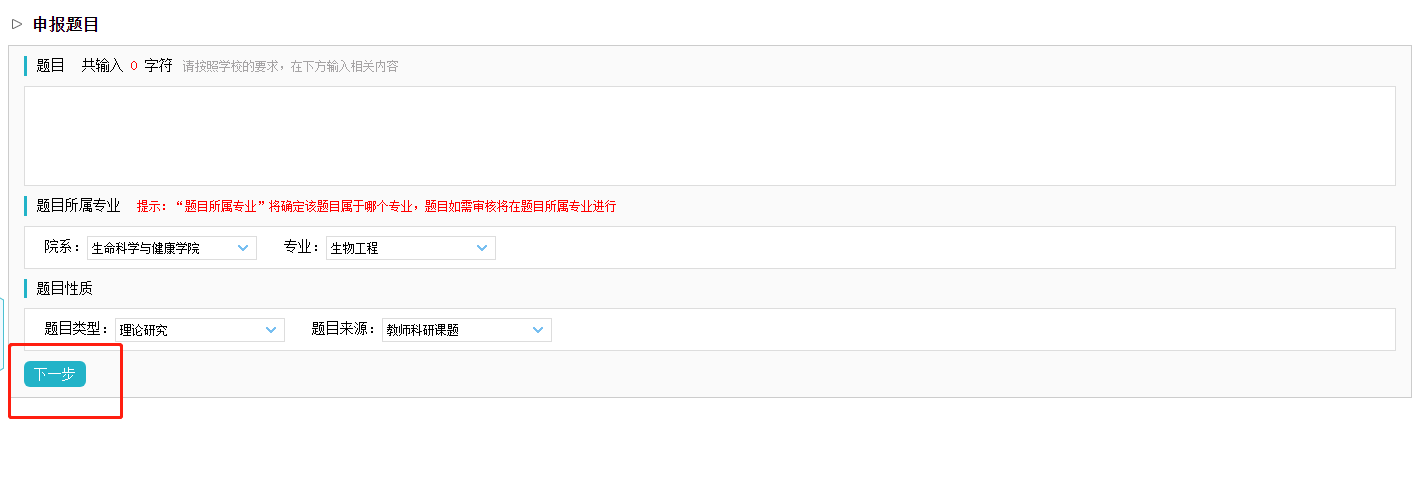 申报题目
题目 共输入 0 字符 请按照学校的要求，在下方输入相关内容
题目所属专业 提示：“题目所属专业”将确定该题目属于哪个专业，题目如需审核将在题目所属专业进行
院系： 生命科学与健康学院 专业： 生物工程
题目性质
题目类型： 理论研究 题目来源： 教师科研课题
下一步